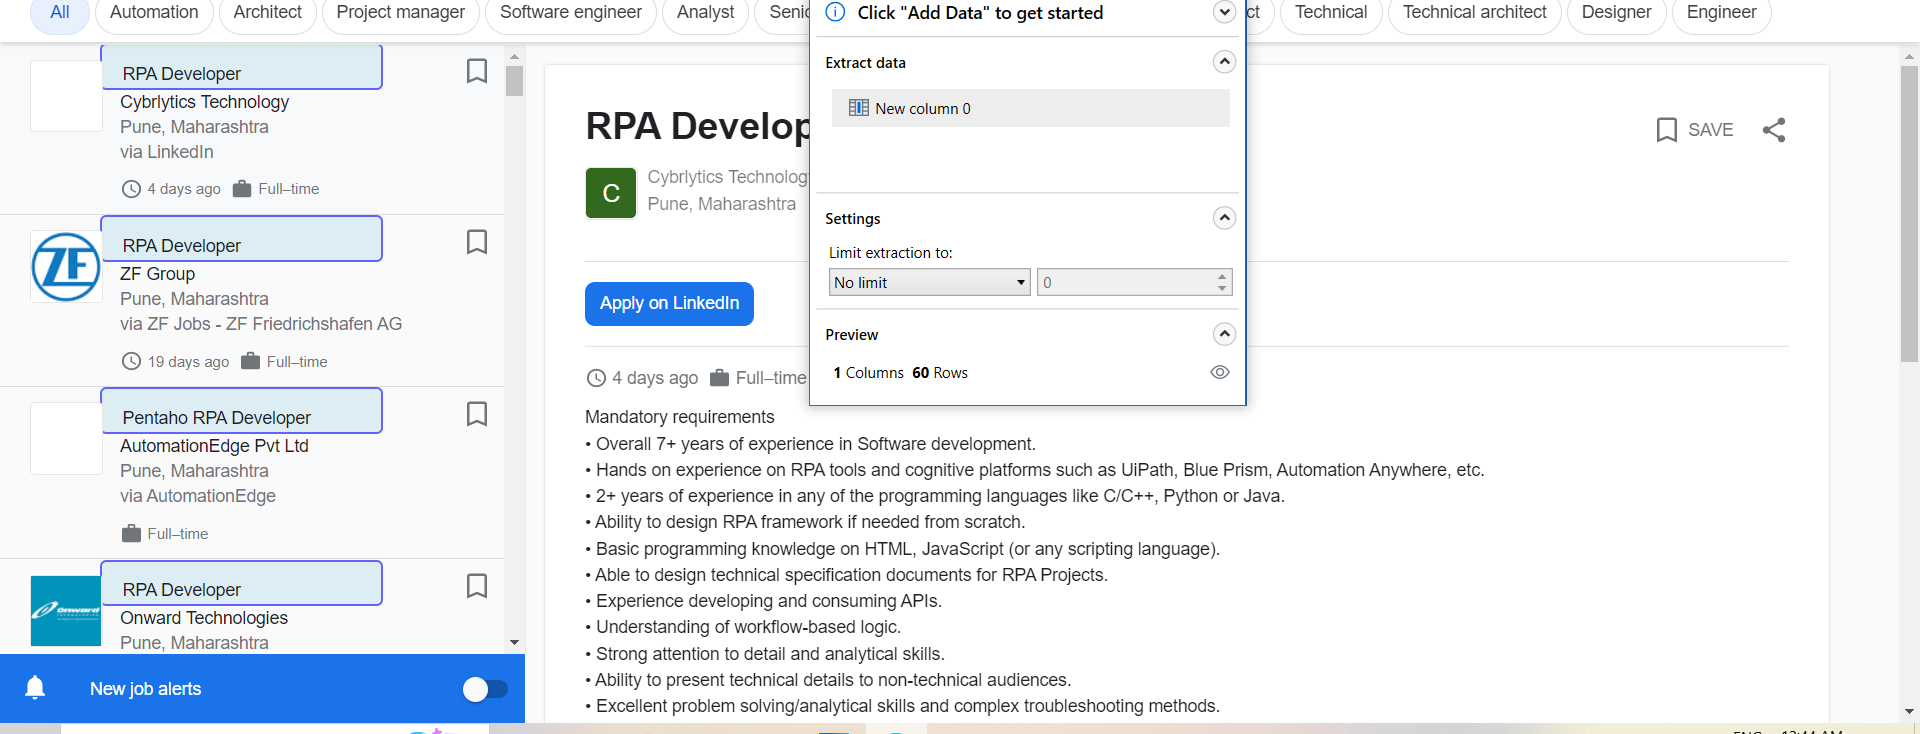 All Automation Architect Project manager Software engineer Analyst Technical Technical architect Designer Engineer
Click "Add Data" to get started
Extract data
New column 0
Settings
Limit extraction to:
No limit 0
Preview
1 Columns 60 Rows
RPA Developer
Cybrlytics Technology
Pune, Maharashtra
via LinkedIn
4 days ago Full–time
RPA Developer
ZF
ZF Group
Pune, Maharashtra
via ZF Jobs - ZF Friedrichshafen AG
19 days ago Full–time
Pentaho RPA Developer
AutomationEdge Pvt Ltd
Pune, Maharashtra
via AutomationEdge
Full–time
RPA Developer
Onward
Onward Technologies
Pune, Maharashtra
New job alerts
RPA Develop
SAVE
C
Cybrlytics Technolog
Pune, Maharashtra
Apply on LinkedIn
4 days ago Full–time
Mandatory requirements
• Overall 7+ years of experience in Software development.
• Hands on experience on RPA tools and cognitive platforms such as UiPath, Blue Prism, Automation Anywhere, etc.
• 2+ years of experience in any of the programming languages like C/C++, Python or Java.
• Ability to design RPA framework if needed from scratch.
• Basic programming knowledge on HTML, JavaScript (or any scripting language).
• Able to design technical specification documents for RPA Projects.
• Experience developing and consuming APIs.
• Understanding of workflow-based logic.
• Strong attention to detail and analytical skills.
• Ability to present technical details to non-technical audiences.
• Excellent problem solving/analytical skills and complex troubleshooting methods.